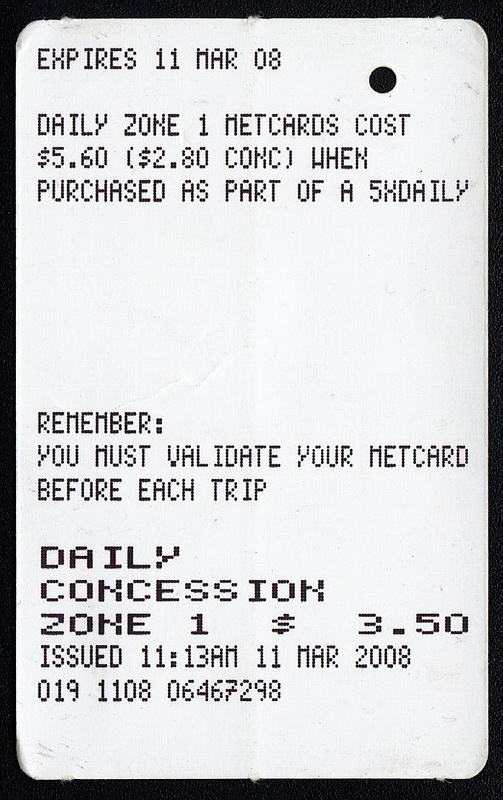 EXPIRES 11 MAR 08
DAILY ZONE 1 METCARDS COST
$5.60 ($2.80 CONC) WHEN
PURCHASED AS PART OF A 5XDAILY
REMEMBER:
YOU MUST VALIDATE YOUR METCARD
BEFORE EACH TRIP
DAILY
CONCESSION
ZONE 1 $ 3.50
ISSUED 11:13AM 11 MAR 2008
019 1108 06467298